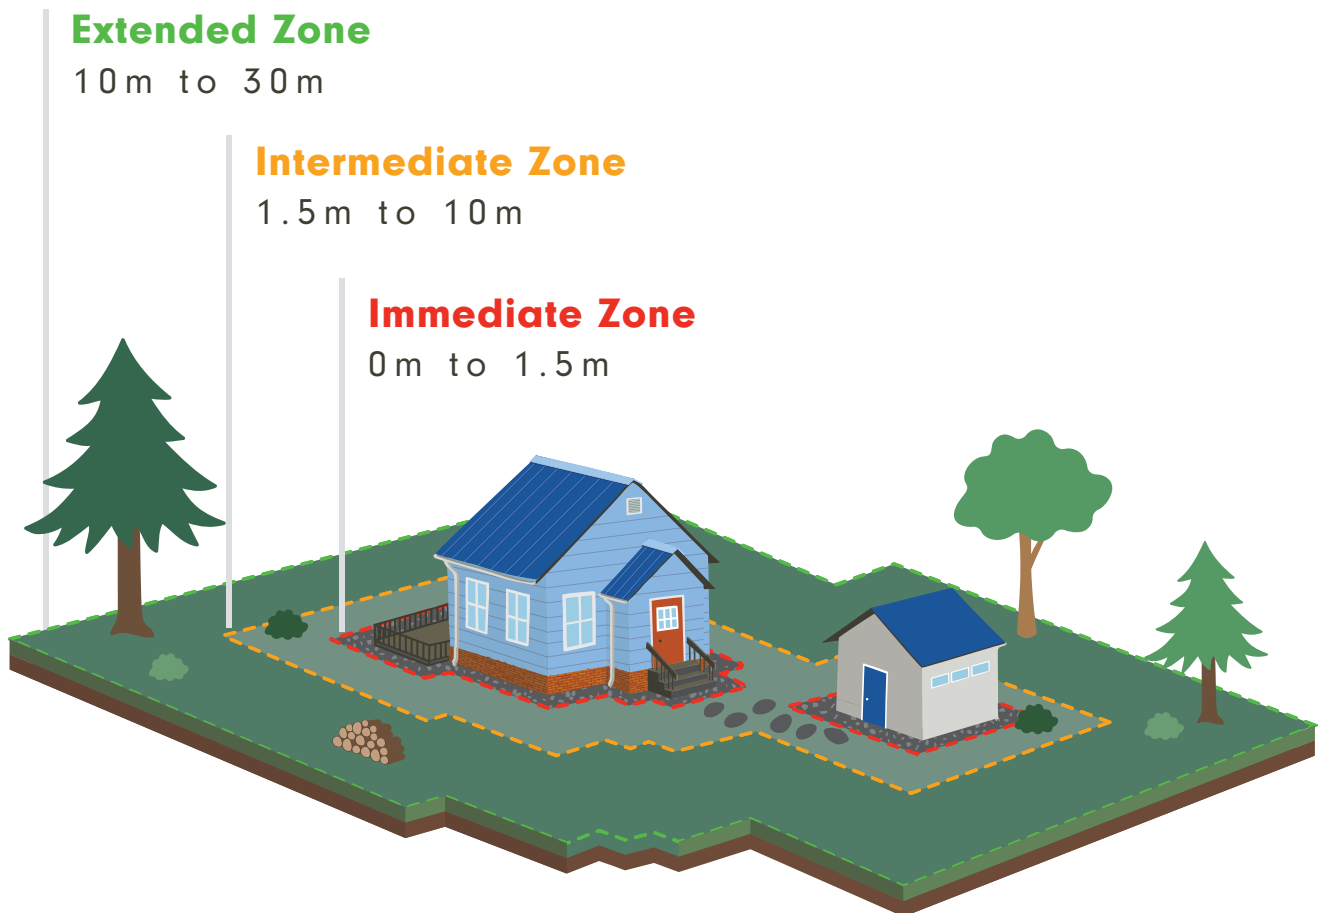 Extended Zone
10m to 30m
Intermediate Zone
1.5m to 10m
Immediate Zone
0m to 1.5m